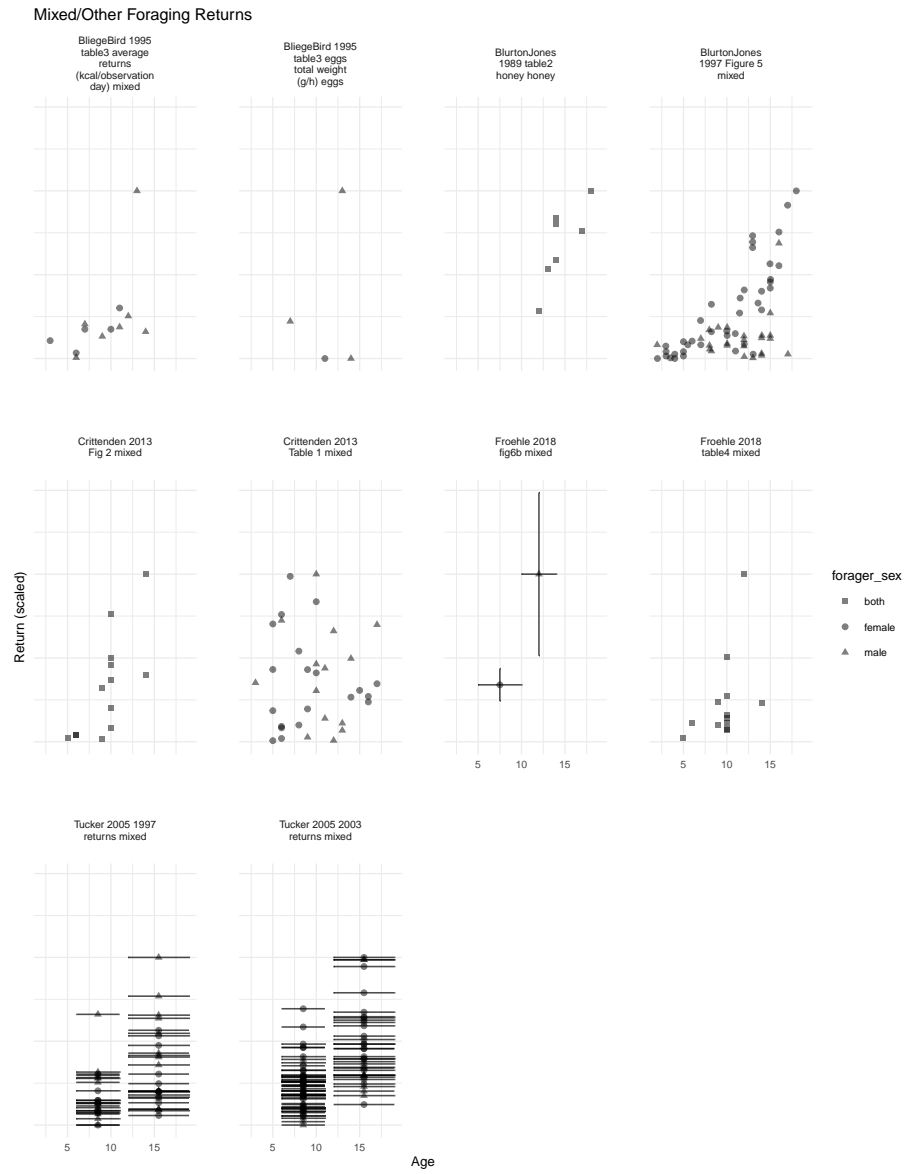 Mixed/Other Foraging Returns
BliegeBird 1995
table3 average
returns
(kcal/observation
day) mixed
BliegeBird 1995
table3 eggs
total weight
(g/h) eggs
BlurtonJones
1989 table2
honey honey
BlurtonJones
1997 Figure 5
mixed
Crittenden 2013
Fig 2 mixed
Crittenden 2013
Table 1 mixed
Froehle 2018
fig6b mixed
Froehle 2018
table4 mixed
Return (scaled)
5 10 15
5 10 15
forager_sex
both
female
male
Tucker 2005 1997
returns mixed
Tucker 2005 2003
returns mixed
5 10 15
5 10 15
Age